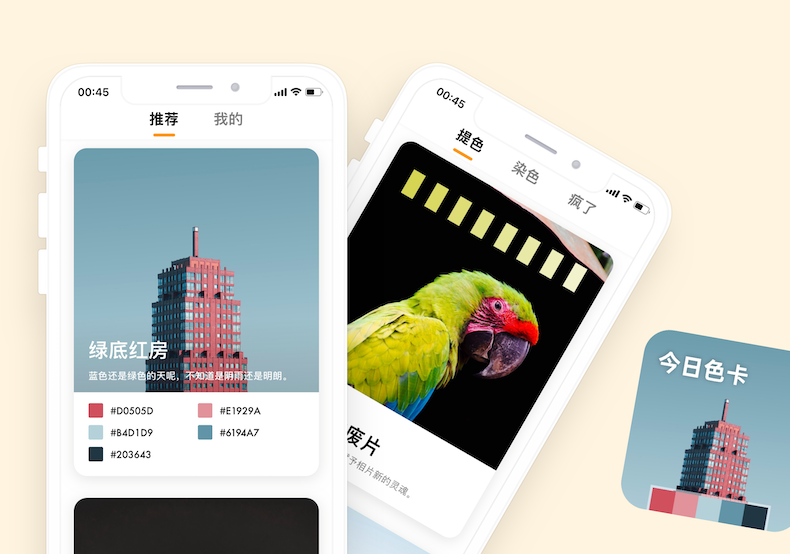 00:45
推荐 我的
绿底红房
蓝色还是绿色的天呢，不知道是阴雨还是明朗。
#D0505D #E1929A
#B4D1D9 #6194A7
#203643
00:45
提色 染色 疯了
废片
予相片新的灵魂。
今日色卡